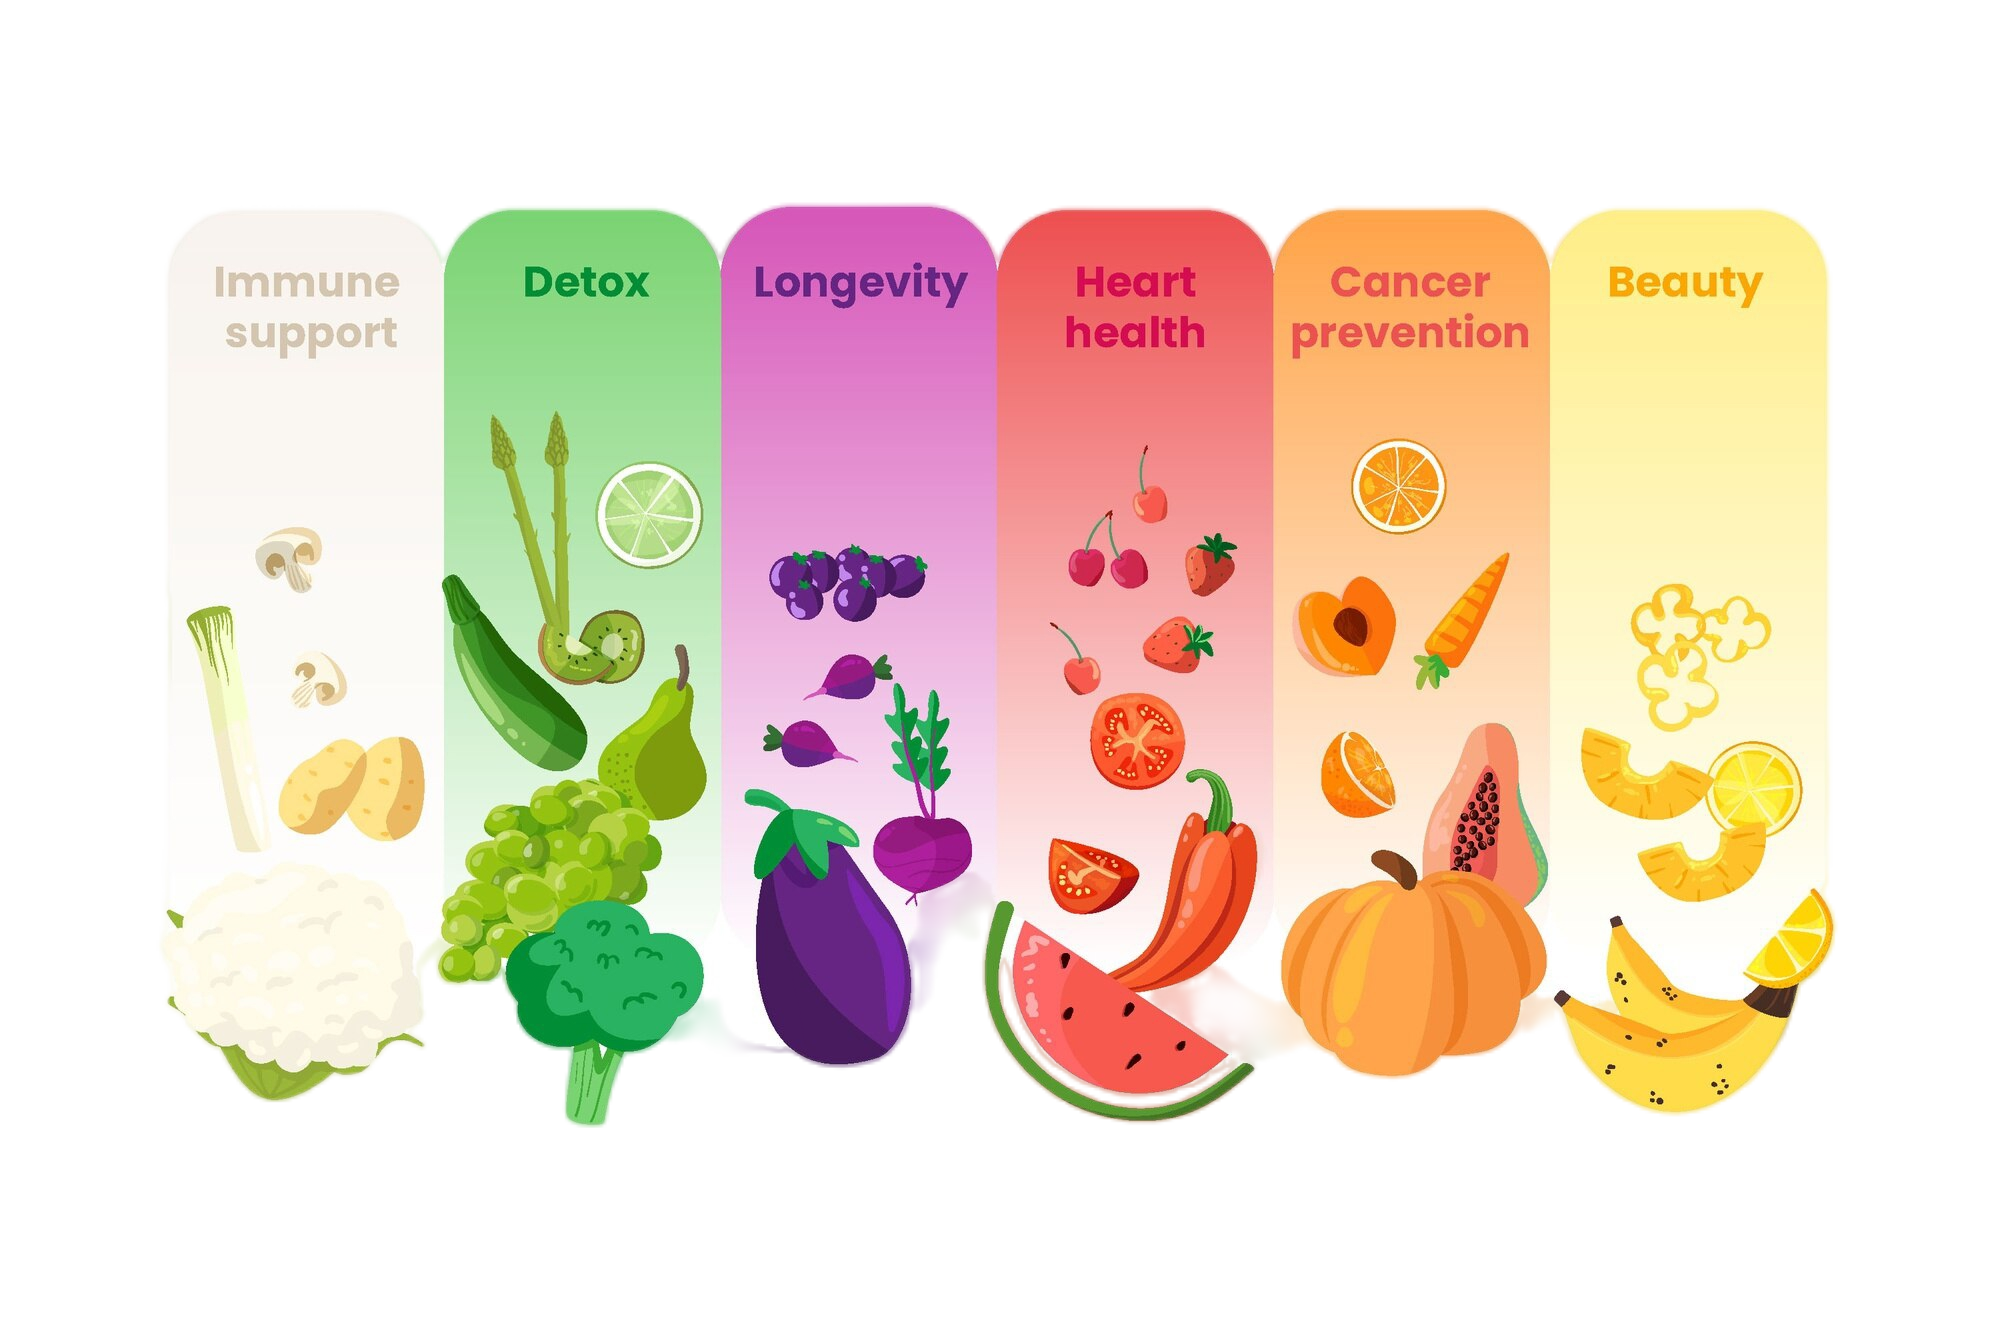 Immune
support
Detox
Longevity
Heart
health
Cancer
prevention
Beauty